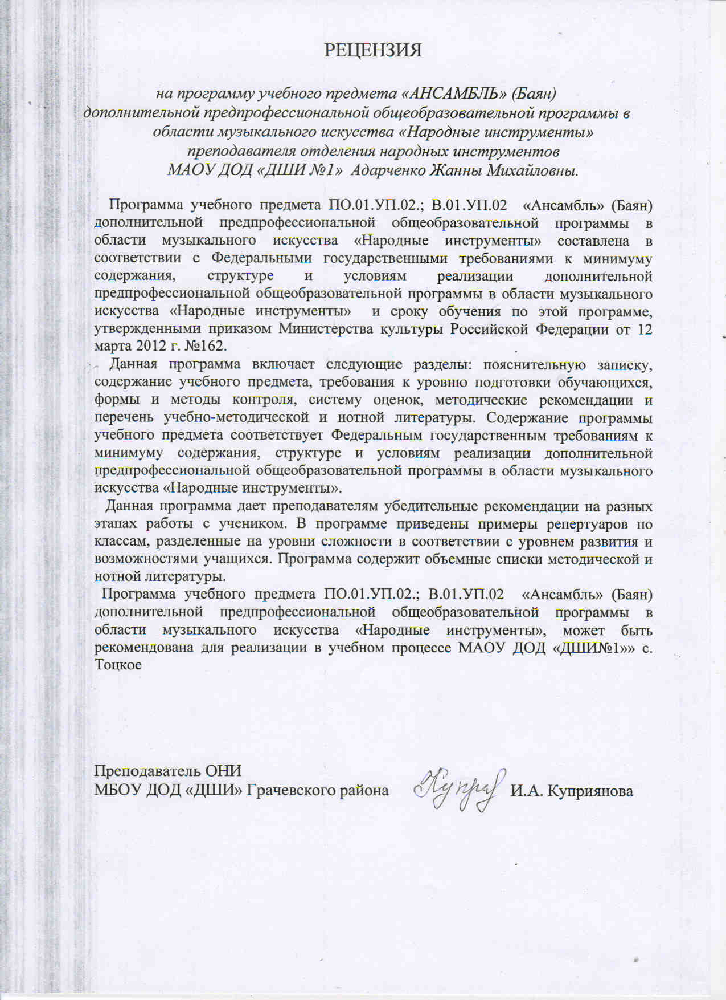 РЕЦЕНЗИЯ
на программу учебного предмета «АНСАМБЛЬ» (Баян)
дополнительной предпрофессиональной общеобразовательной программы в
области музыкального искусства «Народные инструменты»
преподавателя отделения народных инструментов
МАОУ ДОД «ДШИ №1» Адарченко Жанны Михайловны.
Программа учебного предмета ПО.01.УП.02.; В.01.УП.02 «Ансамбль» (Баян)
дополнительной предпрофессиональной общеобразовательной программы в
области музыкального искусства «Народные инструменты» составлена в
соответствии с Федеральными государственными требованиями к минимуму
содержания, структуре и условиям реализации дополнительной
предпрофессиональной общеобразовательной программы в области музыкального
искусства «Народные инструменты» и сроку обучения по этой программе,
утвержденными приказом Министерства культуры Российской Федерации от 12
марта 2012 г. №162.
Данная программа включает следующие разделы: пояснительную записку,
содержание учебного предмета, требования к уровню подготовки обучающихся,
формы и методы контроля, систему оценок, методические рекомендации и
перечень учебно-методической и нотной литературы. Содержание программы
учебного предмета соответствует Федеральным государственным требованиям к
минимуму содержания, структуре и условиям реализации дополнительной
предпрофессиональной общеобразовательной программы в области музыкального
искусства «Народные инструменты».
Данная программа дает преподавателям убедительные рекомендации на разных
этапах работы с учеником. В программе приведены примеры репертуаров по
классам, разделенные на уровни сложности в соответствии с уровнем развития и
возможностями учащихся. Программа содержит объемные списки методической и
нотной литературы.
Программа учебного предмета ПО.01.УП.02.; В.01.УП.02 «Ансамбль» (Баян)
дополнительной предпрофессиональной общеобразовательной программы в
области музыкального искусства «Народные инструменты», может быть
рекомендована для реализации в учебном процессе МАОУ ДОД «ДШИ№1»» с.
Тоцкое
Преподаватель ОНИ
МБОУ ДОД «ДШИ» Грачевского района И.А. Куприянова